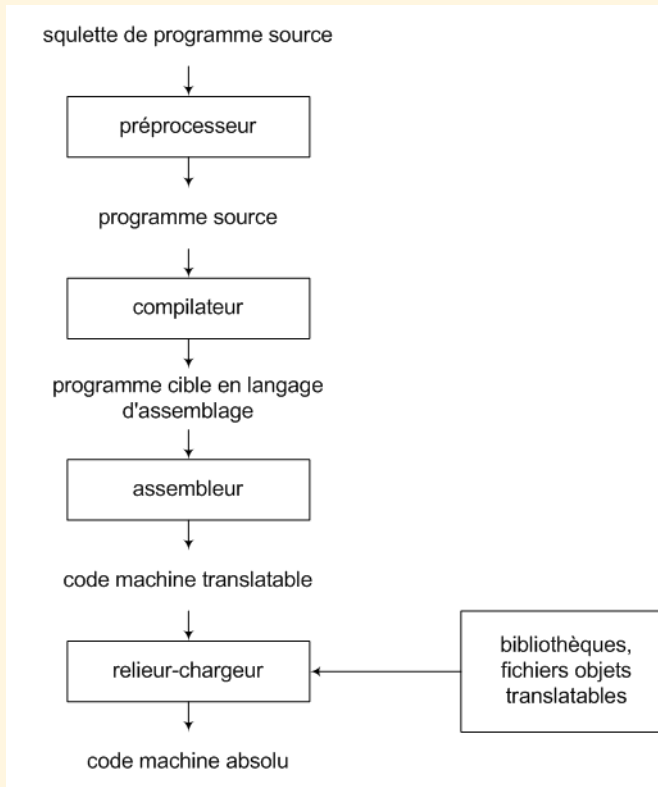 squlette de programme source
préprocesseur
programme source
compilateur
programme cible en langage
d'assemblage
assembleur
code machine translatable
relieur-chargeur
bibliothèques,
fichiers objets
translatables
code machine absolu